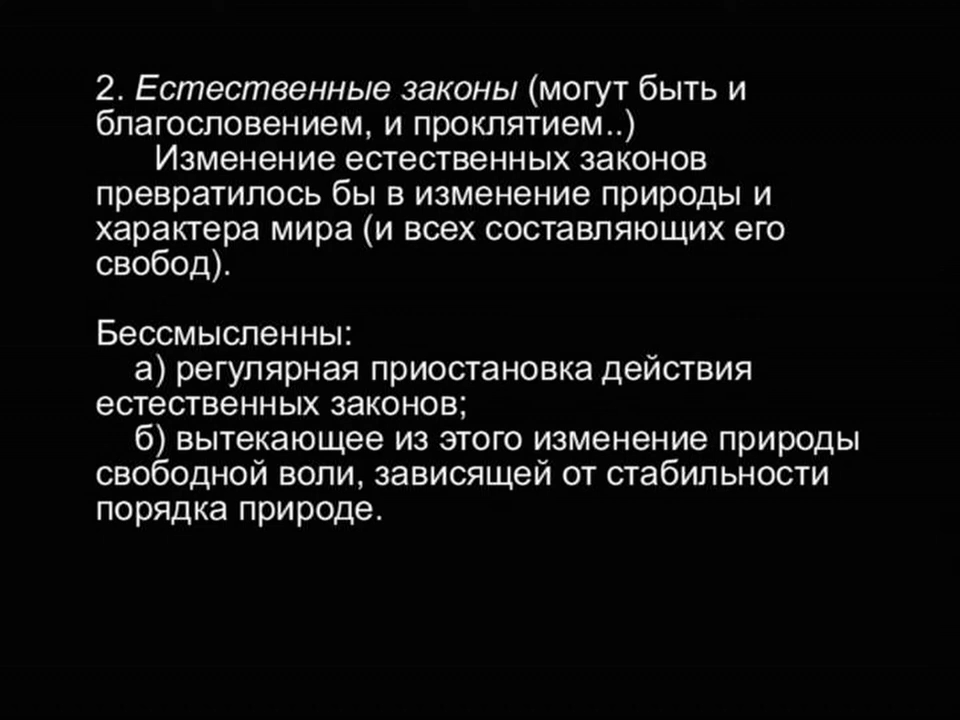 2. Естественные законы (могут быть и
благословением, и проклятием..)
Изменение естественных законов
превратилось бы в изменение природы и
характера мира (и всех составляющих его
свобод).
Бессмысленны:
а) регулярная приостановка действия
естественных законов;
б) вытекающее из этого изменение природы
свободной воли, зависящей от стабильности
порядка природе.